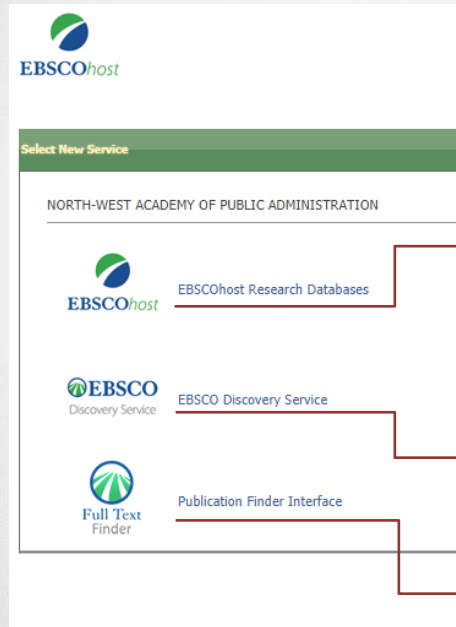 EBSCOhost
Select New Service
NORTH-WEST ACADEMY OF PUBLIC ADMINISTRATION
EBSCOhost
EBSCOhost Research Databases
EBSCO
Discovery Service
EBSCO Discovery Service
Full Text
Finder
Publication Finder Interface